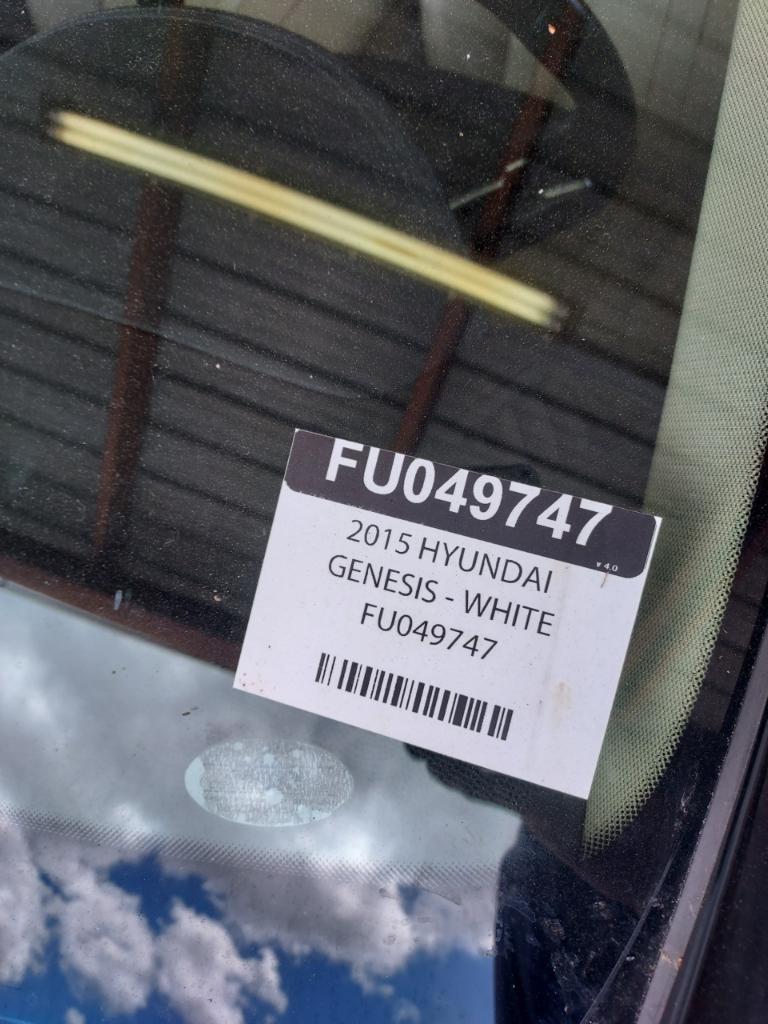 FU049747
v 4.0
2015 HYUNDAI
GENESIS - WHITE
FU049747